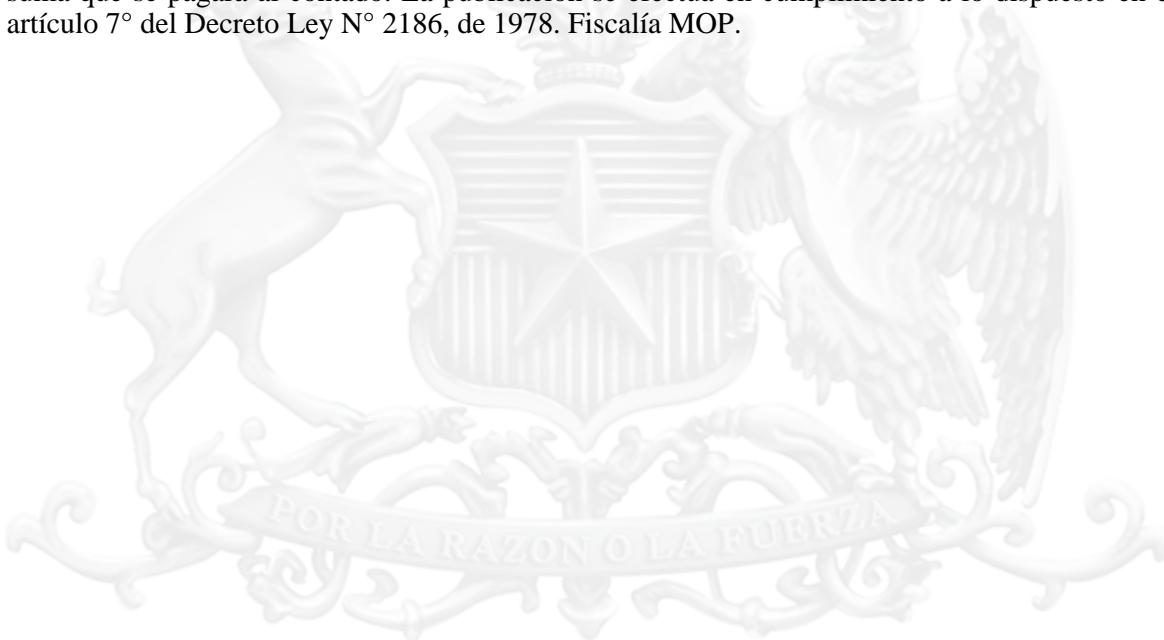 suma que se pagará al contado. La publicación se efectúa en cumplimiento a lo dispuesto en e
artículo 7° del Decreto Ley N° 2186, de 1978. Fiscalía MOP.
POR LA RAZON O LA FUERZA